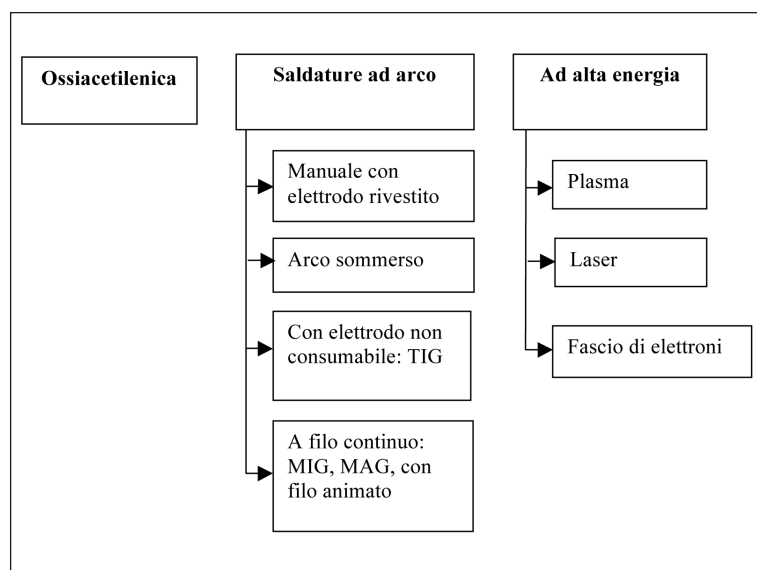 Ossiacetilenica
Saldature ad arco
Manuale con
elettrodo rivestito
Arco sommerso
Con elettrodo non
consumabile: TIG
A filo continuo:
MIG, MAG, con
filo animato
Ad alta energia
Plasma
Laser
Fascio di elettroni